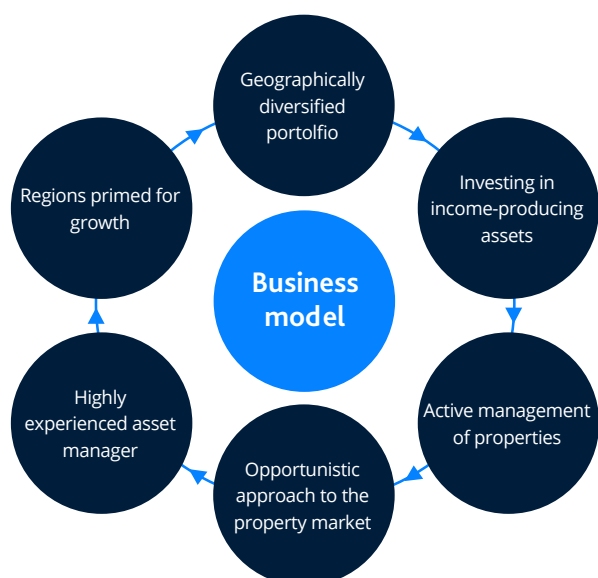 Geographically
diversified
portolfio
Investing in
income-producing
assets
Active management
of properties
Opportunistic
approach to the
property market
Highly
experienced asset
manager
Regions primed for
growth
Business
model